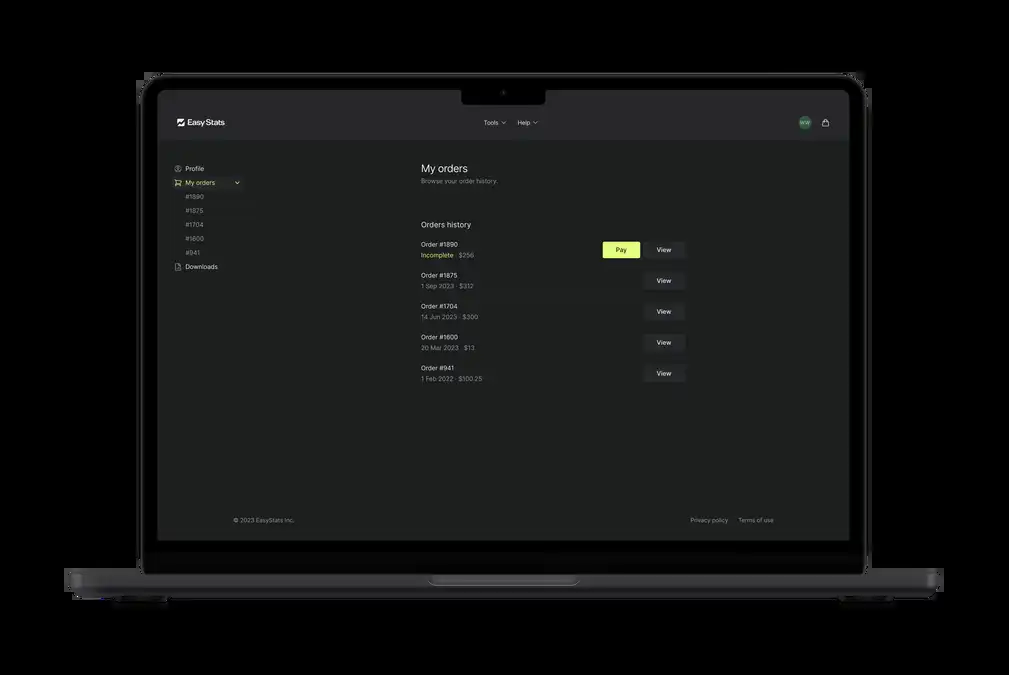 EasyStats
Tools Help
WW
Profile
My orders
#1890
#1875
#1704
#1600
#941
Downloads
My orders
Browse your order history.
Orders history
Order #1890
Incomplete · $256
Pay View
Order #1875
1 Sep 2023 · $312
View
Order #1704
14 Jun 2023 · $300
View
Order #1600
20 Mar 2023 · $13
View
Order #941
1 Feb 2022 · $100.25
View
© 2023 EasyStats Inc.
Privacy policy Terms of use